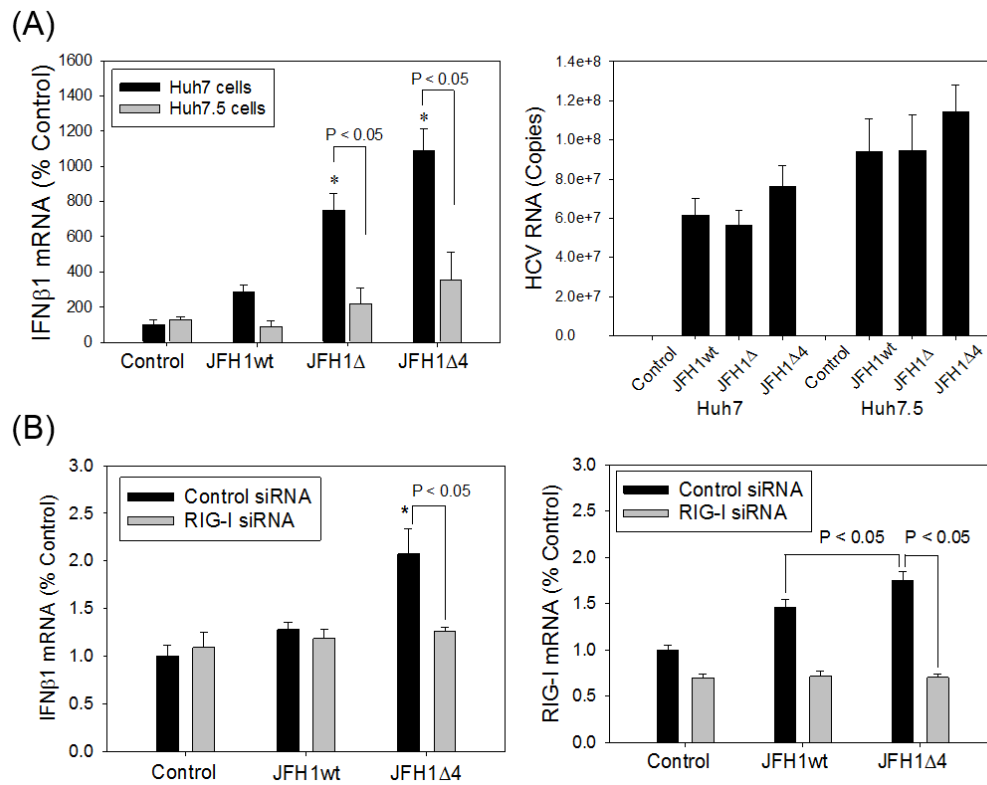 (A)
IFNβ1 mRNA (% Control)
1600
1400
1200
1000
800
600
400
200
0
Huh7 cells
Huh7.5 cells
P < 0.05
P < 0.05
*
*
Control JFH1wt JFH1Δ JFH1Δ4
HCV RNA (Copies)
1.4e+8
1.2e+8
1.0e+8
8.0e+7
6.0e+7
4.0e+7
2.0e+7
0.0
Control JFH1wt JFH1Δ JFH1Δ4 Control JFH1wt JFH1Δ JFH1Δ4
Huh7 Huh7.5
(B)
IFNβ1 mRNA (% Control)
3.0
2.5
2.0
1.5
1.0
0.5
0.0
Control siRNA
RIG-I siRNA
P < 0.05
*
Control JFH1wt JFH1Δ4
RIG-I mRNA (% Control)
3.0
2.5
2.0
1.5
1.0
0.5
0.0
Control siRNA
RIG-I siRNA
P < 0.05 P < 0.05
Control JFH1wt JFH1Δ4